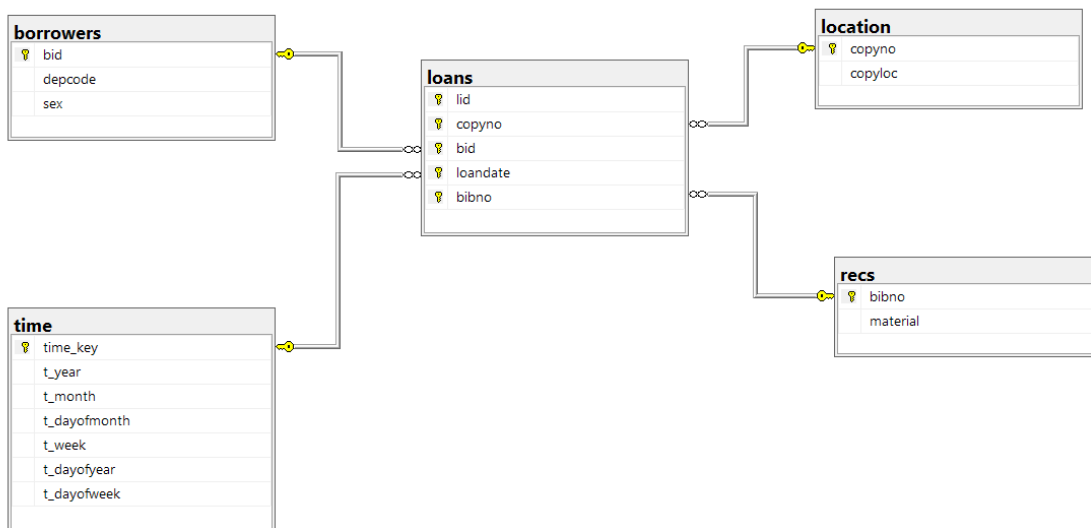 borrowers
bid
depcode
sex
loans
lid
copyno
bid
loandate
bibno
location
copyno
copyloc
recs
bibno
material
time
time_key
t_year
t_month
t_dayofmonth
t_week
t_dayofyear
t_dayofweek